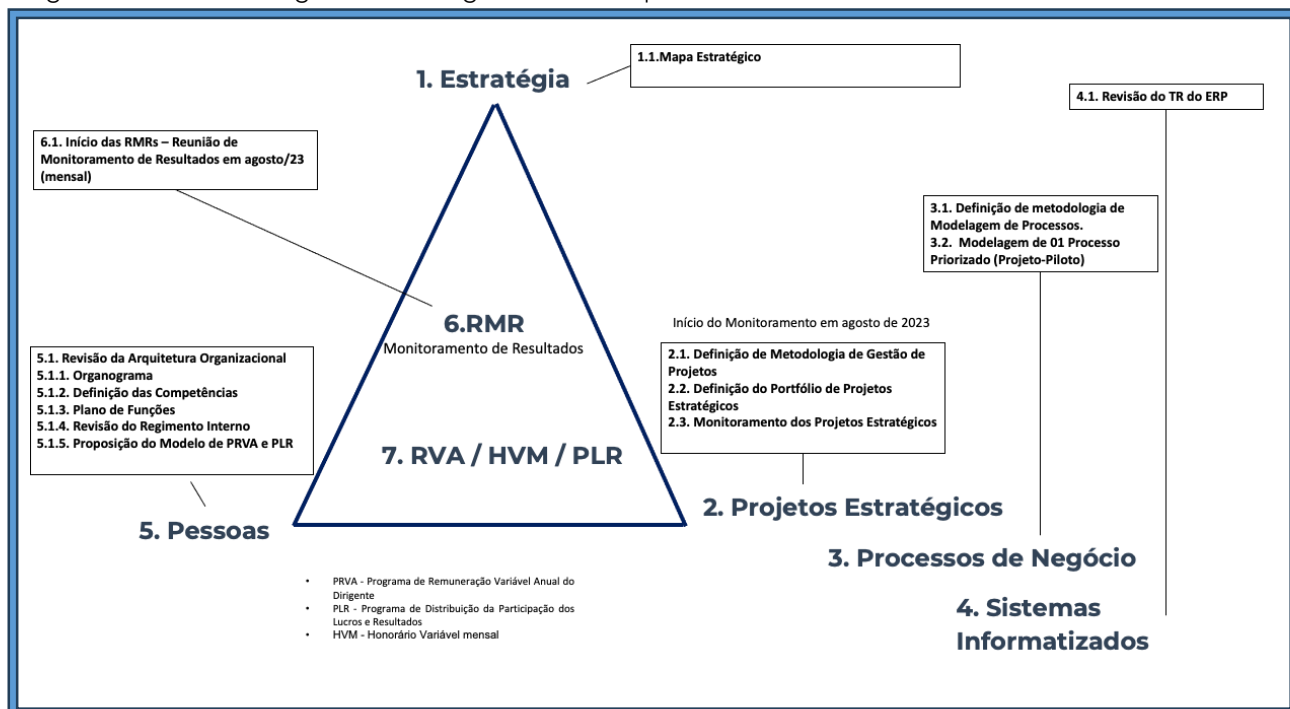 1. Estratégia
1.1.Mapa Estratégico
4.1. Revisão do TR do ERP
6.1. Início das RMRs – Reunião de
Monitoramento de Resultados em agosto/23
(mensal)
3.1. Definição de metodologia de
Modelagem de Processos.
3.2. Modelagem de 01 Processo
Priorizado (Projeto-Piloto)
6.RMR
Monitoramento de Resultados
Início do Monitoramento em agosto de 2023
2.1. Definição de Metodologia de Gestão de
Projetos
2.2. Definição do Portfólio de Projetos
Estratégicos
2.3. Monitoramento dos Projetos Estratégicos
5.1. Revisão da Arquitetura Organizacional
5.1.1. Organograma
5.1.2. Definição das Competências
5.1.3. Plano de Funções
5.1.4. Revisão do Regimento Interno
5.1.5. Proposição do Modelo de PRVA e PLR
7. RVA / HVM / PLR
5. Pessoas
2. Projetos Estratégicos
3. Processos de Negócio
4. Sistemas
Informatizados
• PRVA - Programa de Remuneração Variável Anual do
Dirigente
• PLR - Programa de Distribuição da Participação dos
Lucros e Resultados
• HVM - Honorário Variável mensal